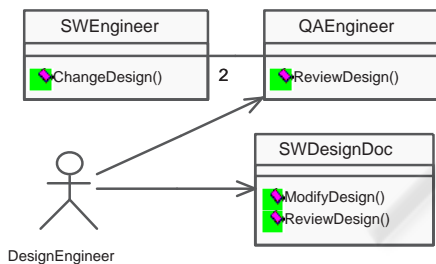 SWEngineer
ChangeDesign()
2
QAEngineer
ReviewDesign()
SWDesignDoc
ModifyDesign()
ReviewDesign()
DesignEngineer